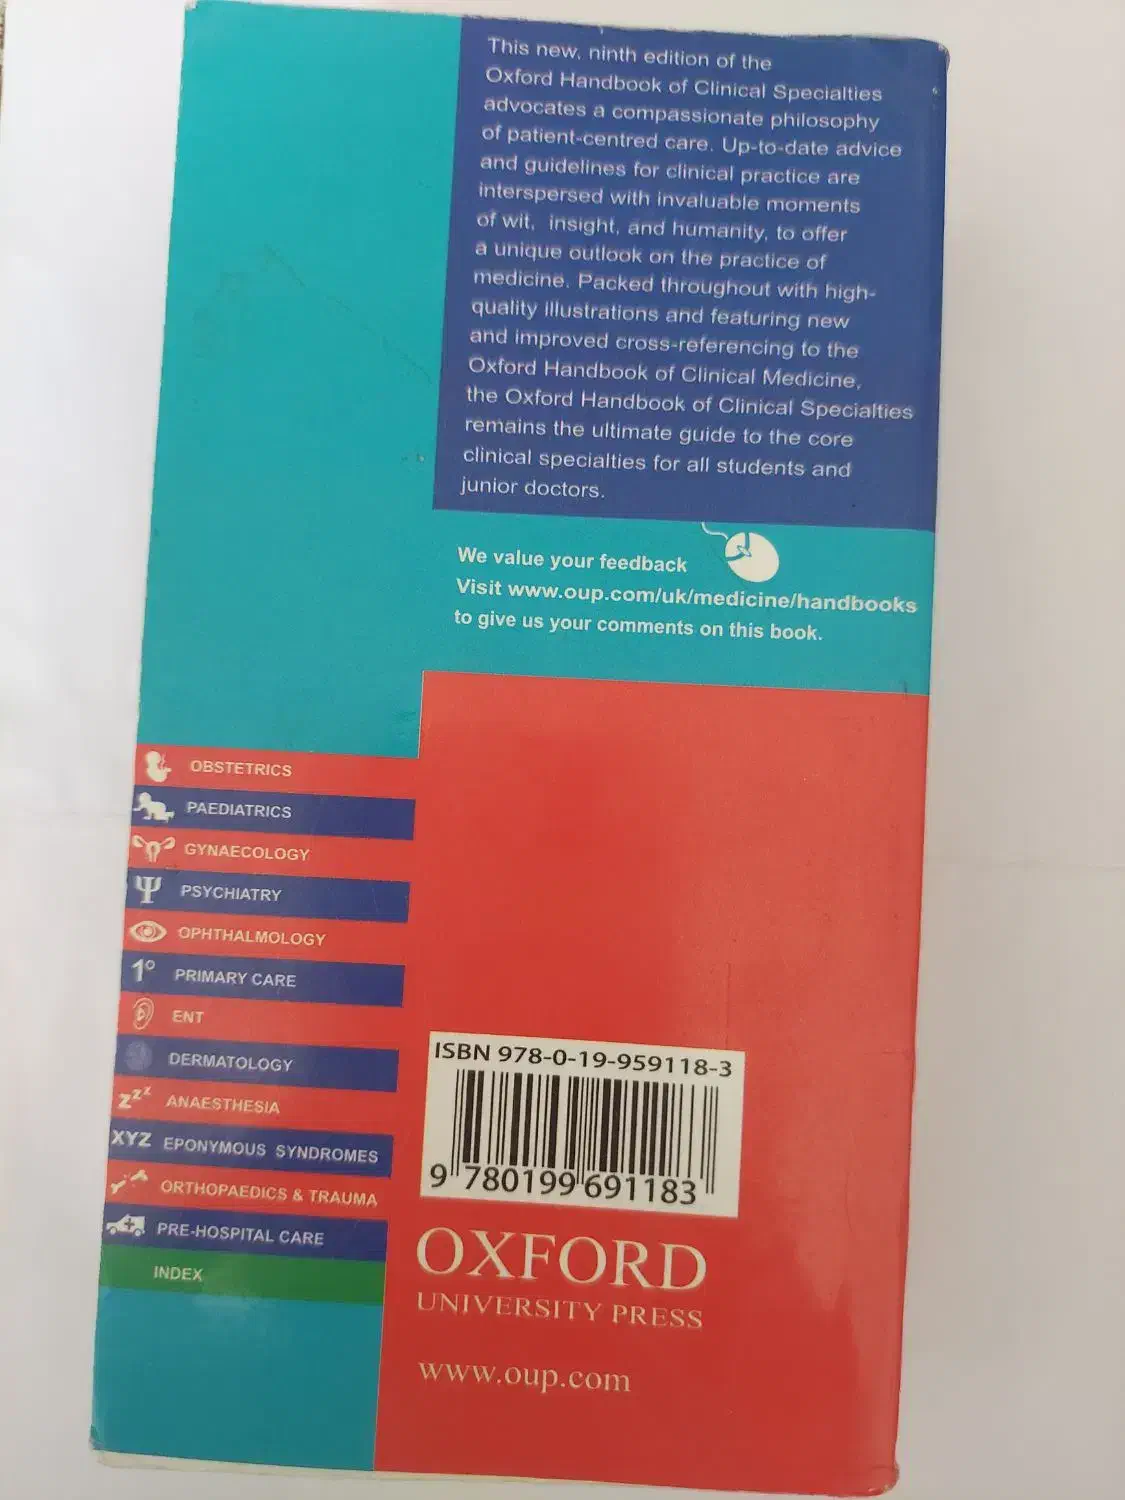 This new, ninth edition of the
Oxford Handbook of Clinical Specialties
advocates a compassionate philosophy
of patient-centred care. Up-to-date advice
and guidelines for clinical practice are
interspersed with invaluable moments
of wit, insight, and humanity, to offer
a unique outlook on the practice of
medicine. Packed throughout with high-
quality illustrations and featuring new
and improved cross-referencing to the
Oxford Handbook of Clinical Medicine,
the Oxford Handbook of Clinical Specialties
remains the ultimate guide to the core
clinical specialties for all students and
junior doctors.
We value your feedback
Visit www.oup.com/uk/medicine/handbooks
to give us your comments on this book.
OBSTETRICS
PAEDIATRICS
GYNAECOLOGY
Ψ PSYCHIATRY
OPHTHALMOLOGY
1° PRIMARY CARE
ENT
DERMATOLOGY
zzz ANAESTHESIA
XYZ EPONYMOUS SYNDROMES
ORTHOPAEDICS & TRAUMA
PRE-HOSPITAL CARE
INDEX
ISBN 978-0-19-959118-3
9 780199 691183
OXFORD
UNIVERSITY PRESS
www.oup.com